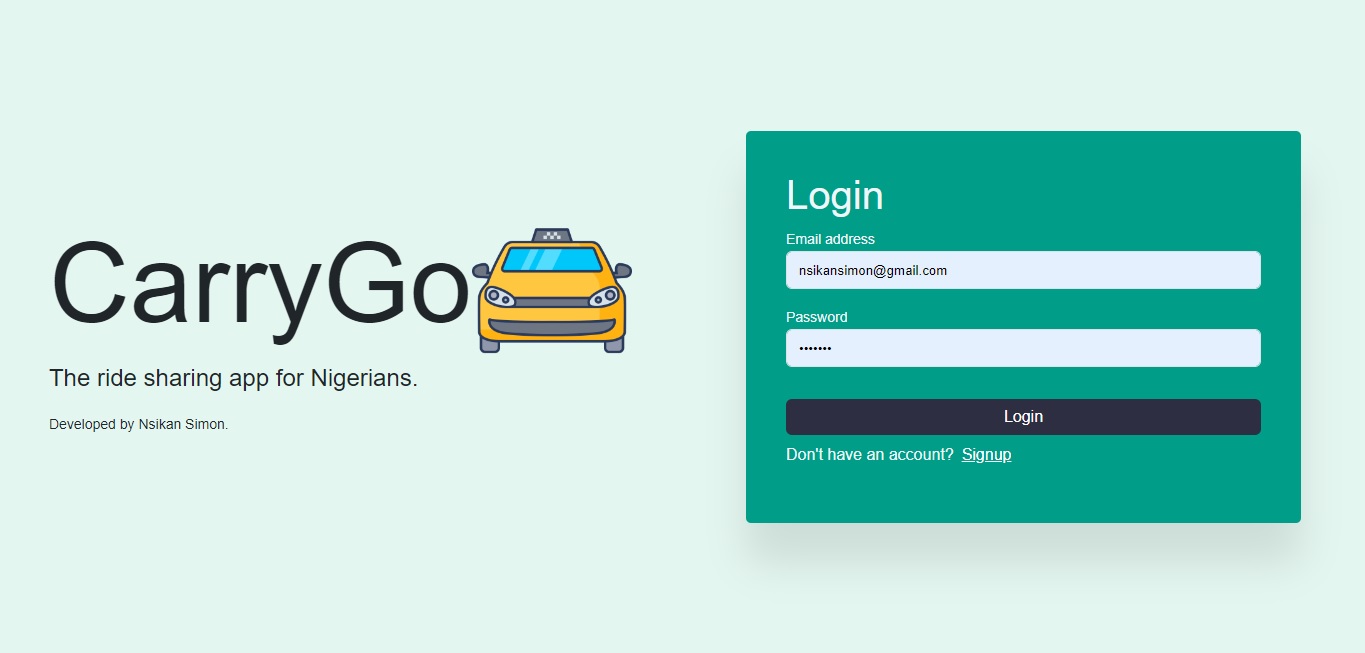 CarryGo
The ride sharing app for Nigerians.
Developed by Nsikan Simon.
Login
Email address
nsikansimon@gmail.com
Password
•••••••
Login
Don't have an account? Signup